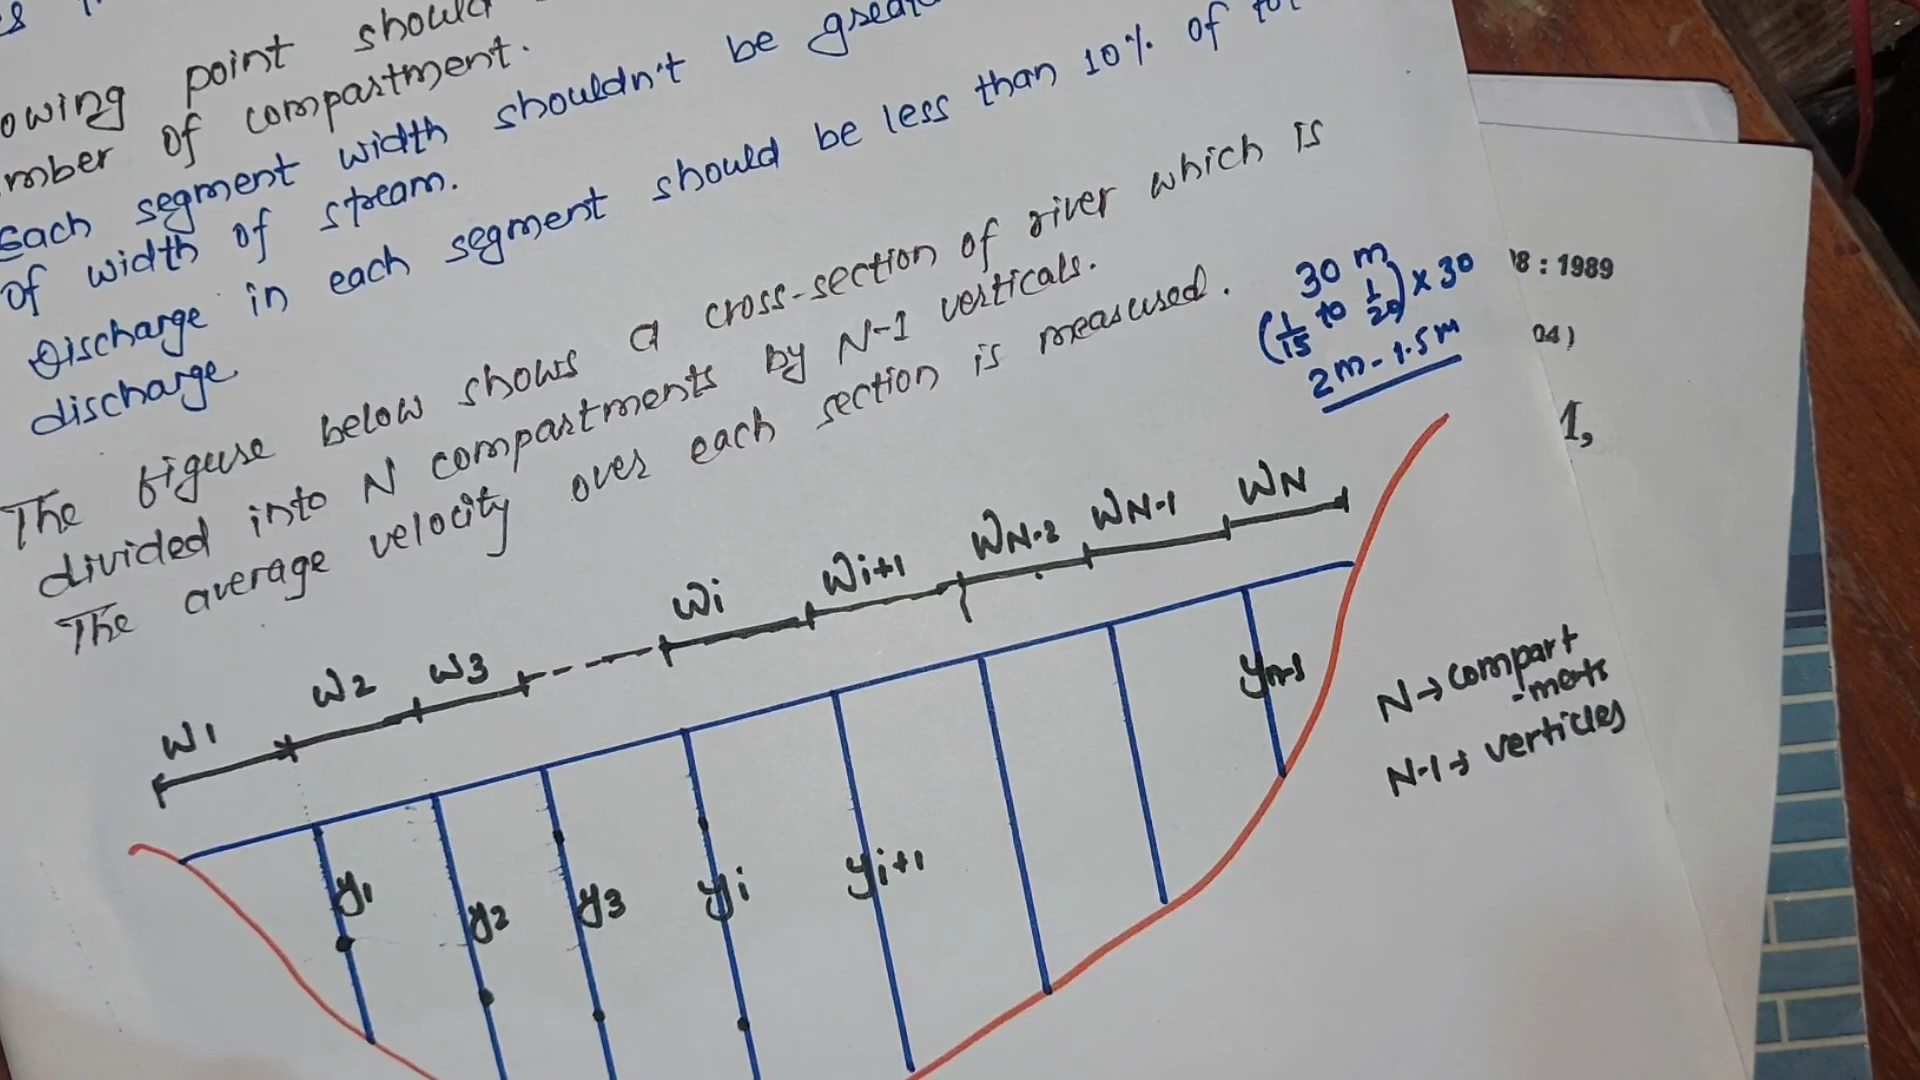 owing point should
mber of compartment.
Each segment width shouldn't be
of width of stream.
Discharge in each segment should be less than 10% of
discharge
The figure below shows a cross-section of river which is
divided into N compartments by N-1 verticals.
The average velocity over each section is measured.
30 m
(1/15 to 1/20) x 30
2m - 1.5m
8 : 1989
04)
1,
W1
W2
W3
Wi
Wi+1
WN-2
WN-1
WN
y1
y2
y3
yi
yi+1
yn-1
N→compart
-ments
N-1→verticles